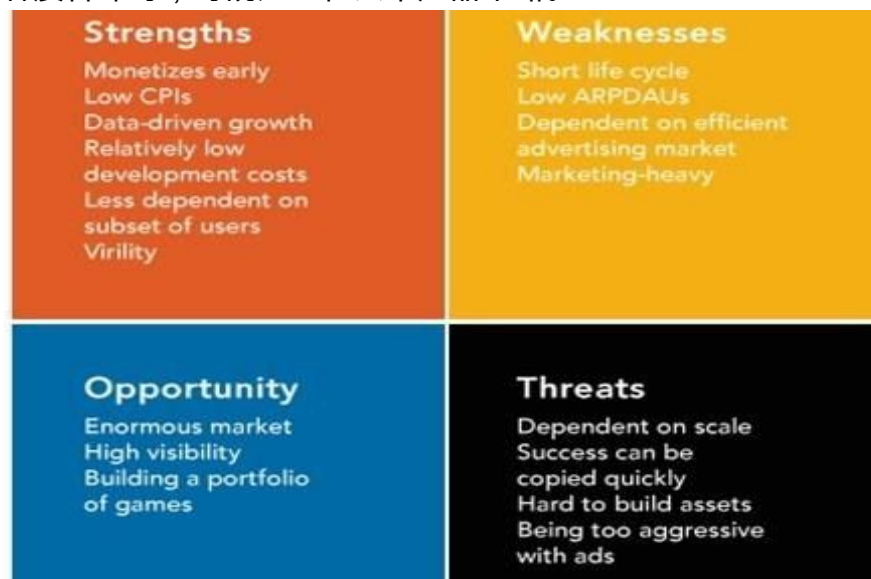 Strengths
Monetizes early
Low CPIs
Data-driven growth
Relatively low
development costs
Less dependent on
subset of users
Virility
Weaknesses
Short life cycle
Low ARPDAUs
Dependent on efficient
advertising market
Marketing-heavy
Opportunity
Enormous market
High visibility
Building a portfolio
of games
Threats
Dependent on scale
Success can be
copied quickly
Hard to build assets
Being too aggressive
with ads